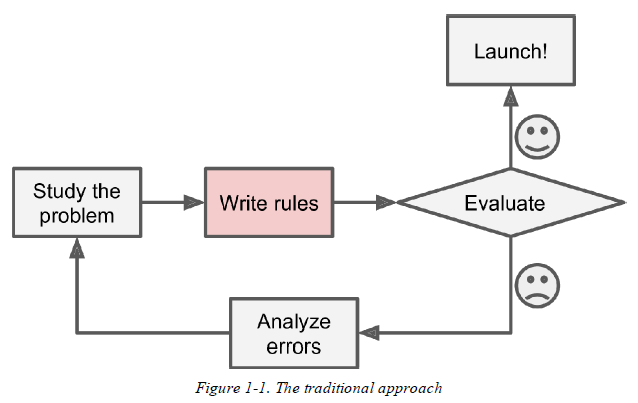 Launch!
Study the
problem
Write rules
Evaluate
Analyze
errors
Figure 1-1. The traditional approach